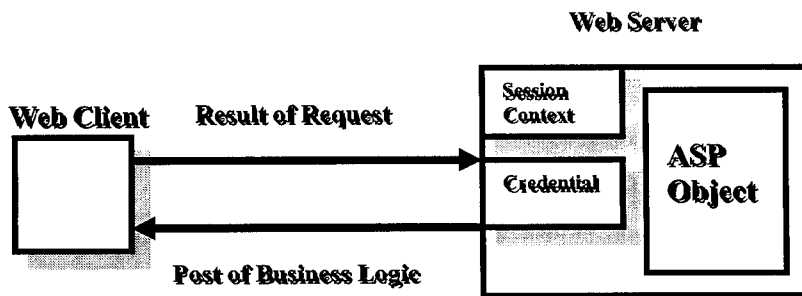 Web Server
Session
Context
Web Client
Result of Request
ASP
Object
Credential
Post of Business Logic